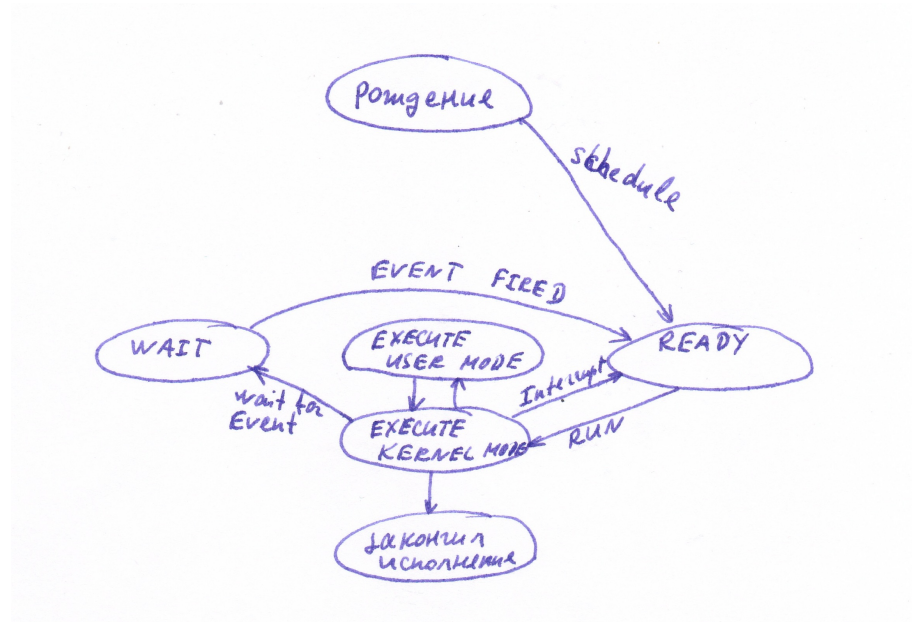 рождение
schedule
EVENT FIRED
WAIT
EXECUTE
USER MODE
READY
Interrupt
wait for
Event
EXECUTE
KERNEL MODE
RUN
закончил
исполнение